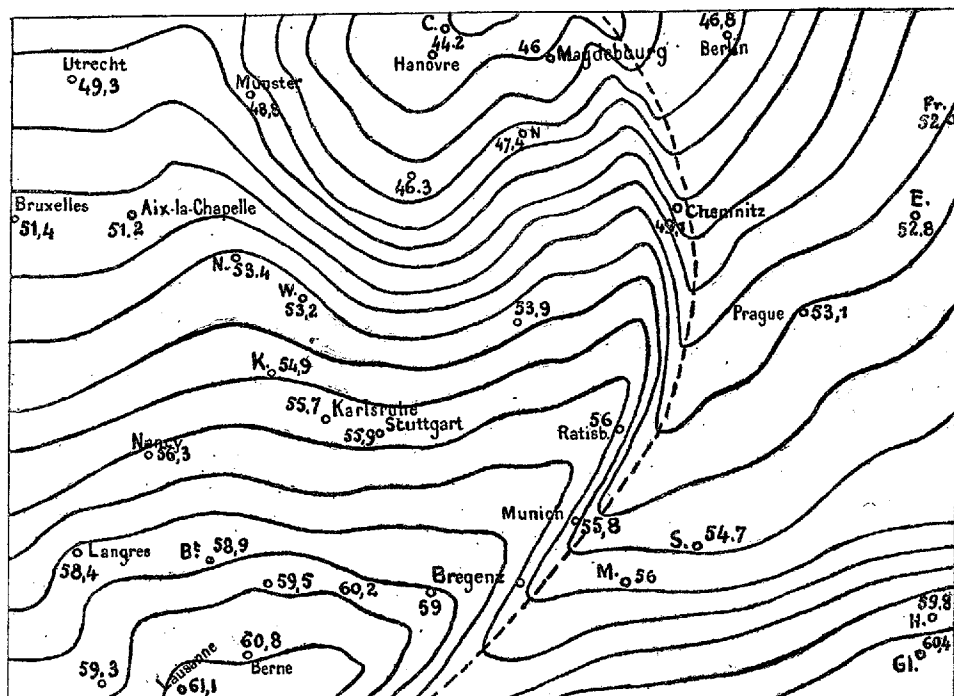 C.
44.2
Hanovre
46
Magdebourg
46,8
Berlin
Utrecht
49,3
Münster
48,8
47,4
N
46.3
Fr.
52
Bruxelles
51,4
Aix-la-Chapelle
51.2
Chemnitz
E.
52,8
N.
53.4
W.
53,2
53,9
Prague
53,1
K.
54,9
55.7
Karlsruhe
55,9
Stuttgart
56
Ratisb.
Nancy
56,3
Munich
55,8
S.
54.7
Langres
58,4
Bt
58,9
59,5
60,2
Bregenz
59
M.
56
59.8
H.
60,4
Gl.
59.3
Lausanne
61,1
60,8
Berne